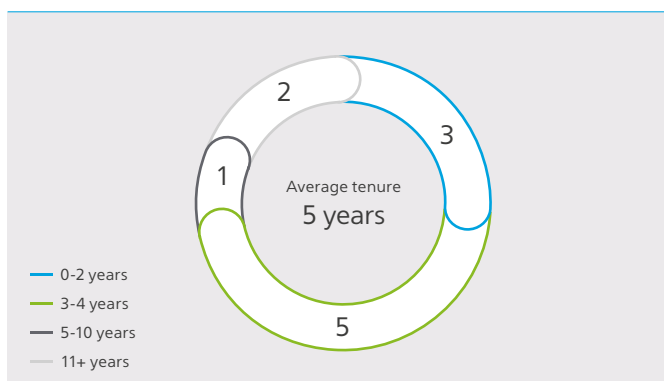 2
3
1
Average tenure
5 years
5
0-2 years
3-4 years
5-10 years
11+ years